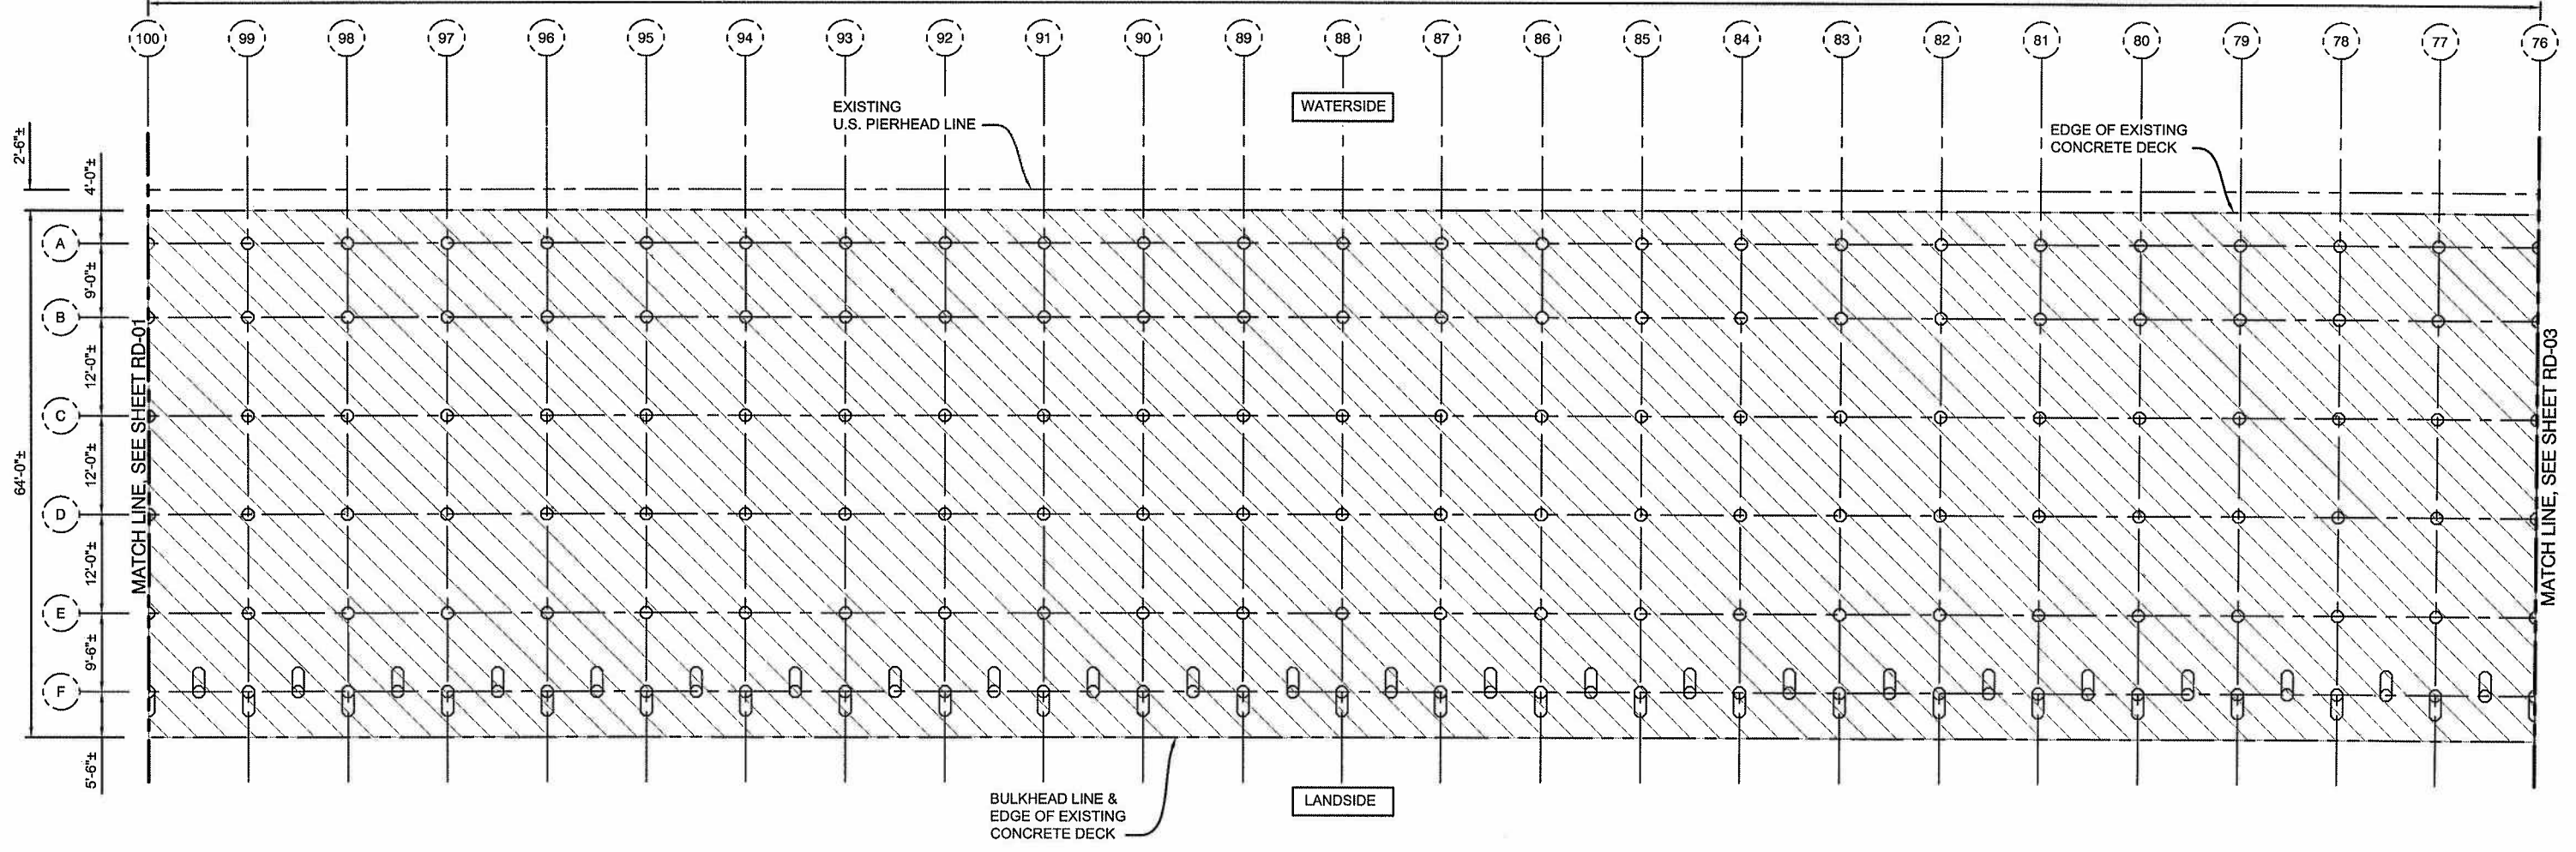 100 99 98 97 96 95 94 93 92 91 90 89 88 87 86 85 84 83 82 81 80 79 78 77 76
EXISTING
U.S. PIERHEAD LINE
WATERSIDE
EDGE OF EXISTING
CONCRETE DECK
2'-6"±
4'-0"±
A
9'-0"±
B
12'-0"±
C
12'-0"±
D
12'-0"±
E
9'-6"±
F
5'-6"±
64'-0"±
MATCH LINE, SEE SHEET RD-01
MATCH LINE, SEE SHEET RD-03
BULKHEAD LINE &
EDGE OF EXISTING
CONCRETE DECK
LANDSIDE